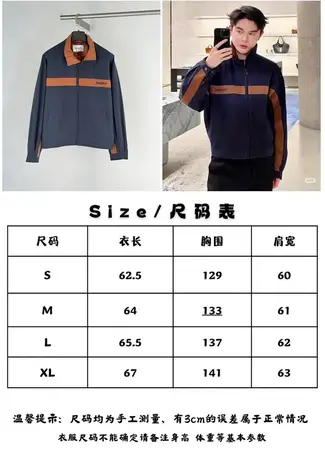 Size/尺码表
尺码 衣长 胸围 肩宽
S 62.5 129 60
M 64 133 61
L 65.5 137 62
XL 67 141 63
温馨提示: 尺码均为手工测量、有3cm的误差属于正常情况
衣服尺码不能确定请备注身高 体重等基本参数